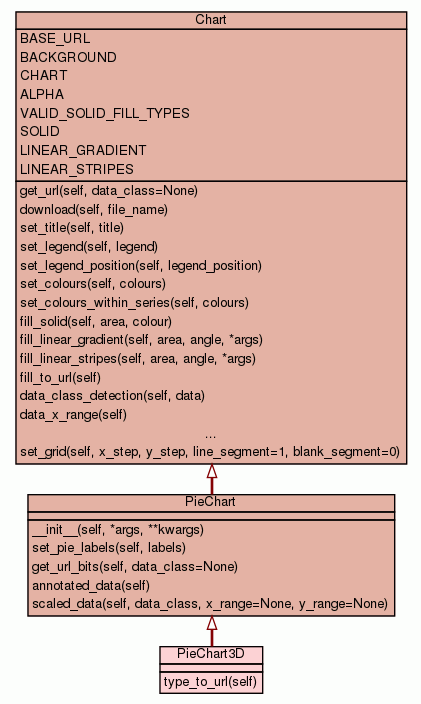 Chart
BASE_URL
BACKGROUND
CHART
ALPHA
VALID_SOLID_FILL_TYPES
SOLID
LINEAR_GRADIENT
LINEAR_STRIPES
get_url(self, data_class=None)
download(self, file_name)
set_title(self, title)
set_legend(self, legend)
set_legend_position(self, legend_position)
set_colours(self, colours)
set_colours_within_series(self, colours)
fill_solid(self, area, colour)
fill_linear_gradient(self, area, angle, *args)
fill_linear_stripes(self, area, angle, *args)
fill_to_url(self)
data_class_detection(self, data)
data_x_range(self)
...
set_grid(self, x_step, y_step, line_segment=1, blank_segment=0)
PieChart
__init__(self, *args, **kwargs)
set_pie_labels(self, labels)
get_url_bits(self, data_class=None)
annotated_data(self)
scaled_data(self, data_class, x_range=None, y_range=None)
PieChart3D
type_to_url(self)